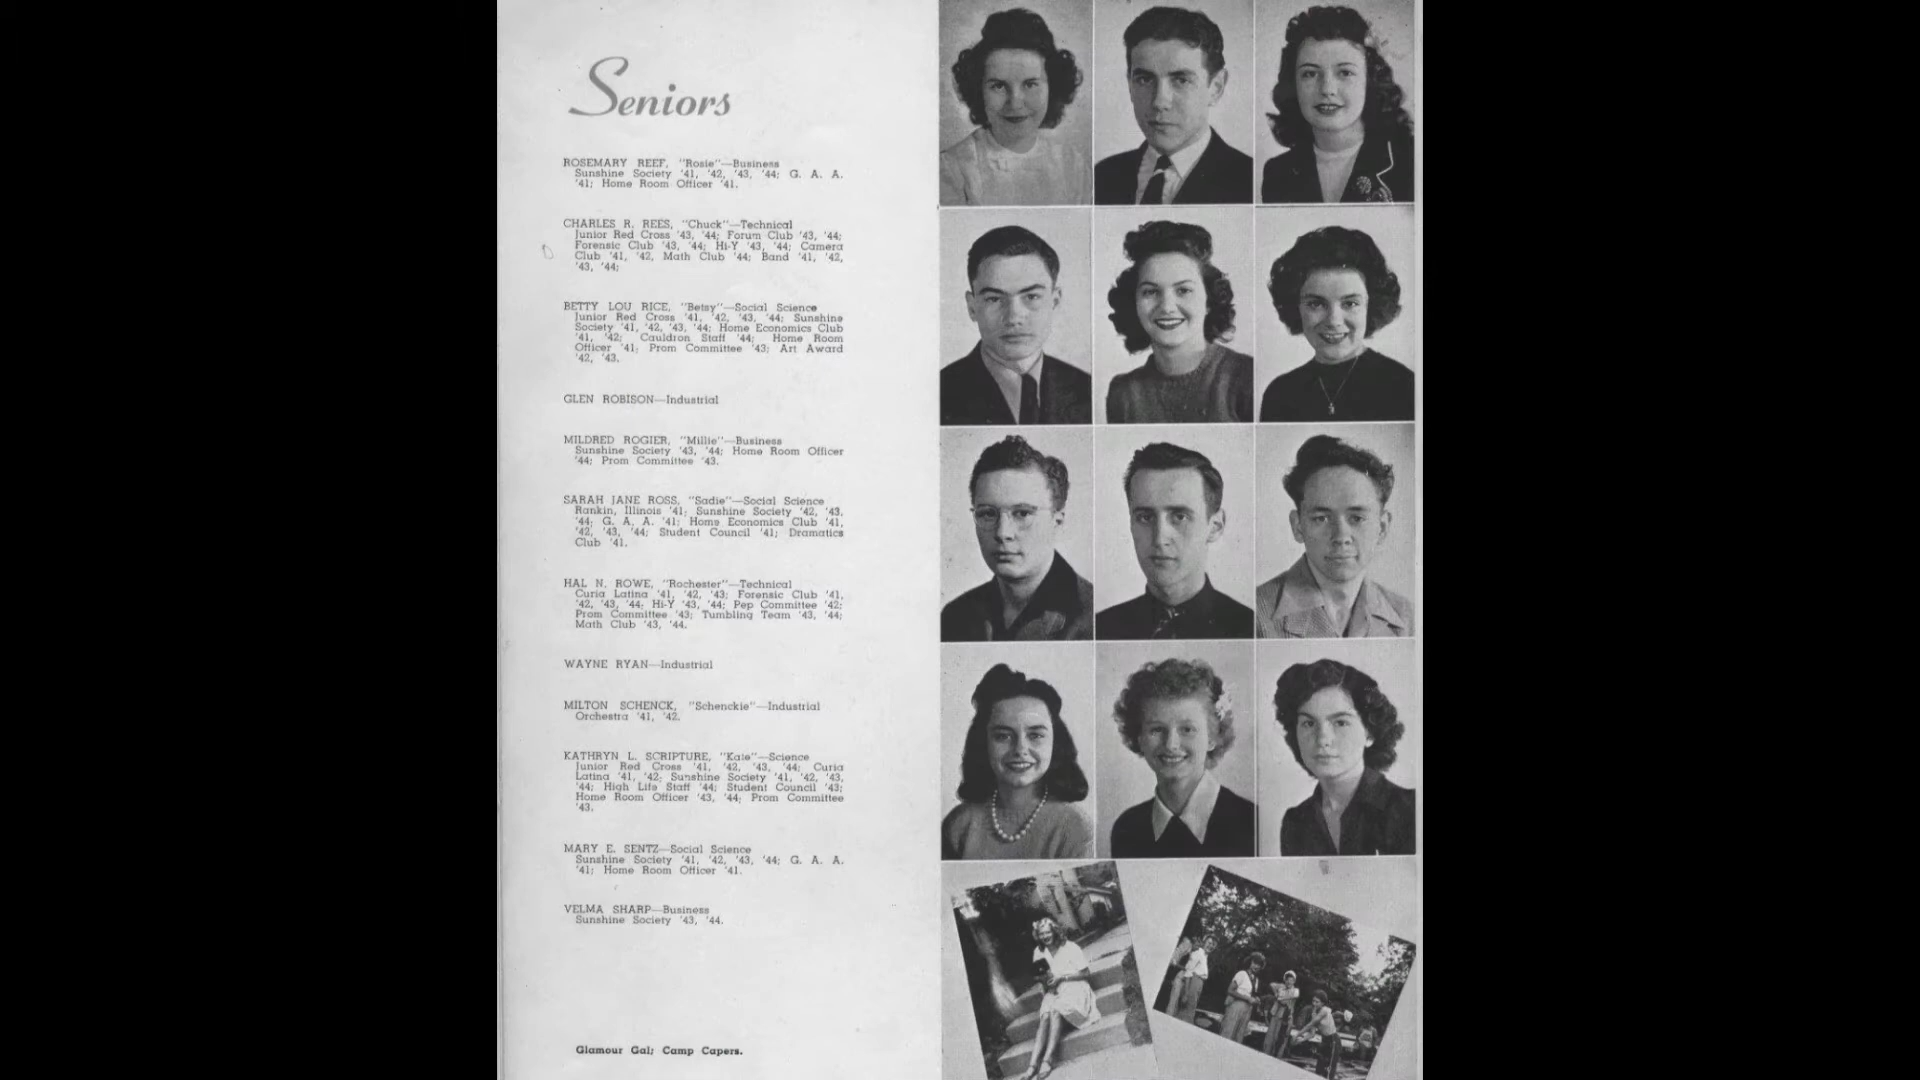 Seniors
ROSEMARY REEF, "Rosie"—Business
Sunshine Society '41, '42, '43, '44; G. A. A.
'41; Home Room Officer '41.
CHARLES R. REES, "Chuck"—Technical
Junior Red Cross '43, '44; Forum Club '43, '44;
Forensic Club '43, '44; Hi-Y '43, '44; Camera
Club '41, '42, Math Club '44; Band '41, '42,
'43, '44;
BETTY LOU RICE, "Betsy"—Social Science
Junior Red Cross '41, '42, '43, '44; Sunshine
Society '41, '42, '43, '44; Home Economics Club
'41, '42; Cauldron Staff '44; Home Room
Officer '41; Prom Committee '43; Art Award
'42, '43.
GLEN ROBISON—Industrial
MILDRED ROGIER, "Millie"—Business
Sunshine Society '43, '44; Home Room Officer
'44; Prom Committee '43.
SARAH JANE ROSS, "Sadie"—Social Science
Rankin, Illinois '41; Sunshine Society '42, '43,
'44; G. A. A. '41; Home Economics Club '41,
'42, '43, '44; Student Council '41; Dramatics
Club '41.
HAL N. ROWE, "Rochester"—Technical
Curia Latina '41, '42, '43; Forensic Club '41,
'42, '43, '44; Hi-Y '43, '44; Pep Committee '42;
Prom Committee '43; Tumbling Team '43, '44;
Math Club '43, '44.
WAYNE RYAN—Industrial
MILTON SCHENCK, "Schenckie"—Industrial
Orchestra '41, '42.
KATHRYN L. SCRIPTURE, "Kate"—Science
Junior Red Cross '41, '42, '43, '44; Curia
Latina '41, '42; Sunshine Society '41, '42, '43,
'44; High Life Staff '44; Student Council '43;
Home Room Officer '43, '44; Prom Committee
'43.
MARY E. SENTZ—Social Science
Sunshine Society '41, '42, '43, '44; G. A. A.
'41; Home Room Officer '41.
VELMA SHARP—Business
Sunshine Society '43, '44.
Glamour Gal; Camp Capers.